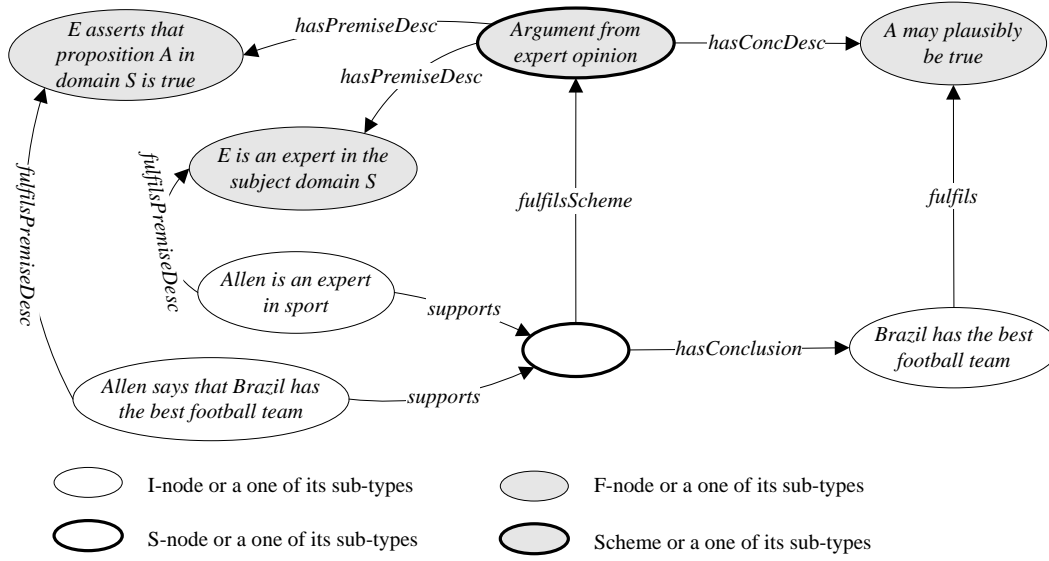 E asserts that
proposition A in
domain S is true
hasPremiseDesc
Argument from
expert opinion
hasConcDesc
A may plausibly
be true
hasPremiseDesc
E is an expert in the
subject domain S
fulfilsPremiseDesc
fulfilsPremiseDesc
fulfilsScheme
fulfils
Allen is an expert
in sport
supports
Allen says that Brazil has
the best football team
supports
hasConclusion
Brazil has the best
football team
I-node or a one of its sub-types
F-node or a one of its sub-types
S-node or a one of its sub-types
Scheme or a one of its sub-types